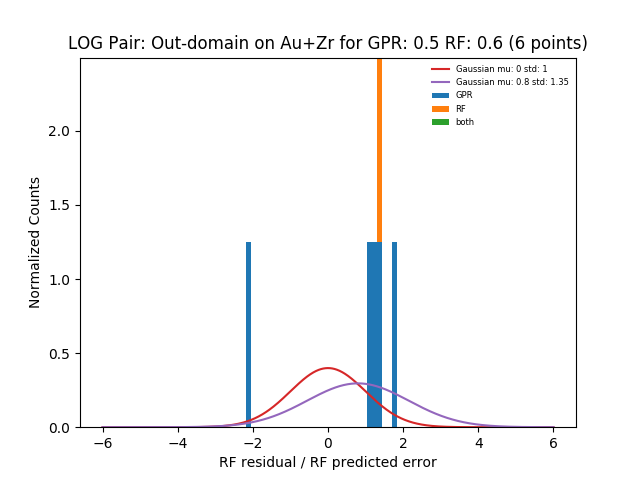 LOG Pair: Out-domain on Au+Zr for GPR: 0.5 RF: 0.6 (6 points)
Gaussian mu: 0 std: 1
Gaussian mu: 0.8 std: 1.35
GPR
RF
both
Normalized Counts
2.0
1.5
1.0
0.5
0.0
−6
−4
−2
0
2
4
6
RF residual / RF predicted error